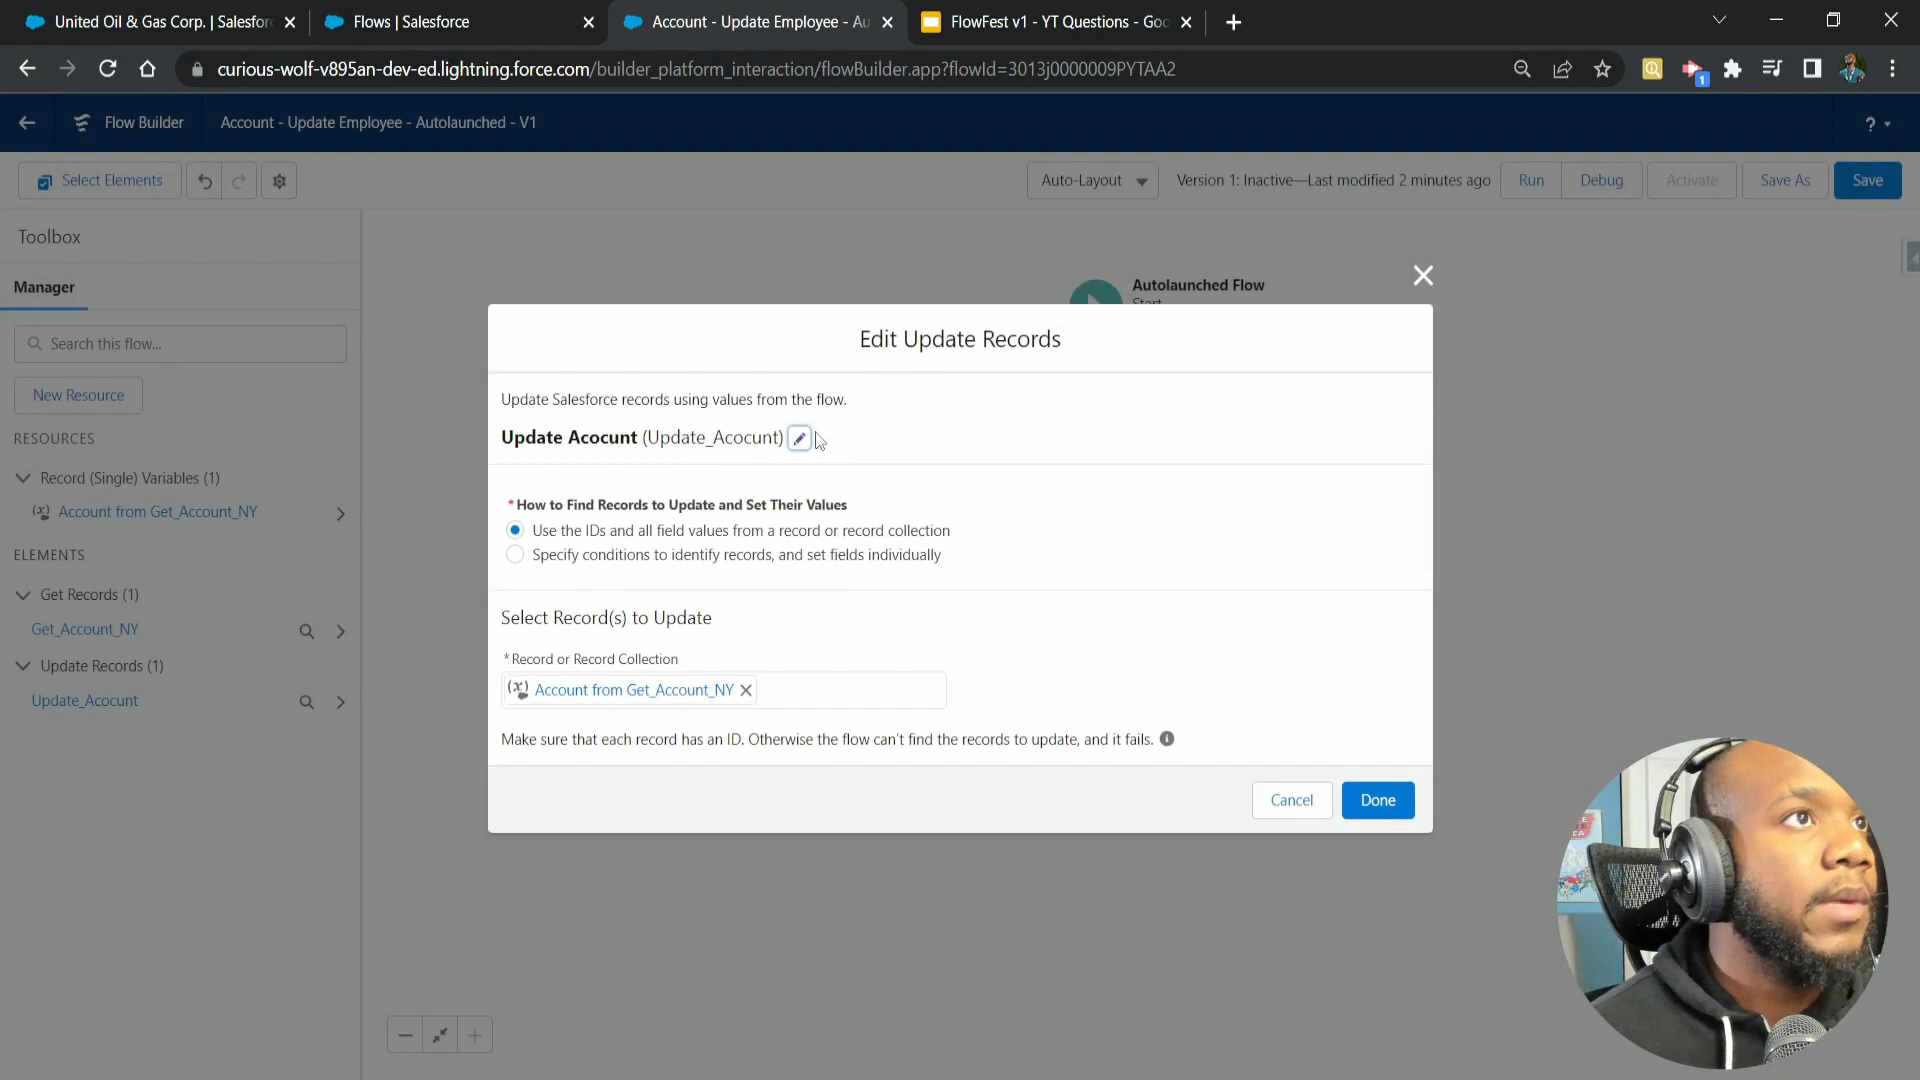 United Oil & Gas Corp. | Salesfor
Flows | Salesforce
Account - Update Employee - Au
FlowFest v1 - YT Questions - Goo
curious-wolf-v895an-dev-ed.lightning.force.com/builder_platform_interaction/flowBuilder.app?flowId=3013j0000009PYTAA2
1
Flow Builder
Account - Update Employee - Autolaunched - V1
?
Select Elements
Auto-Layout
Version 1: Inactive—Last modified 2 minutes ago
Run
Debug
Activate
Save As
Save
Toolbox
Manager
Search this flow...
New Resource
RESOURCES
Record (Single) Variables (1)
Account from Get_Account_NY
ELEMENTS
Get Records (1)
Get_Account_NY
Update Records (1)
Update_Acocunt
Autolaunched Flow
Start
Edit Update Records
Update Salesforce records using values from the flow.
Update Acocunt (Update_Acocunt)
*How to Find Records to Update and Set Their Values
Use the IDs and all field values from a record or record collection
Specify conditions to identify records, and set fields individually
Select Record(s) to Update
*Record or Record Collection
Account from Get_Account_NY
Make sure that each record has an ID. Otherwise the flow can't find the records to update, and it fails.
Cancel
Done